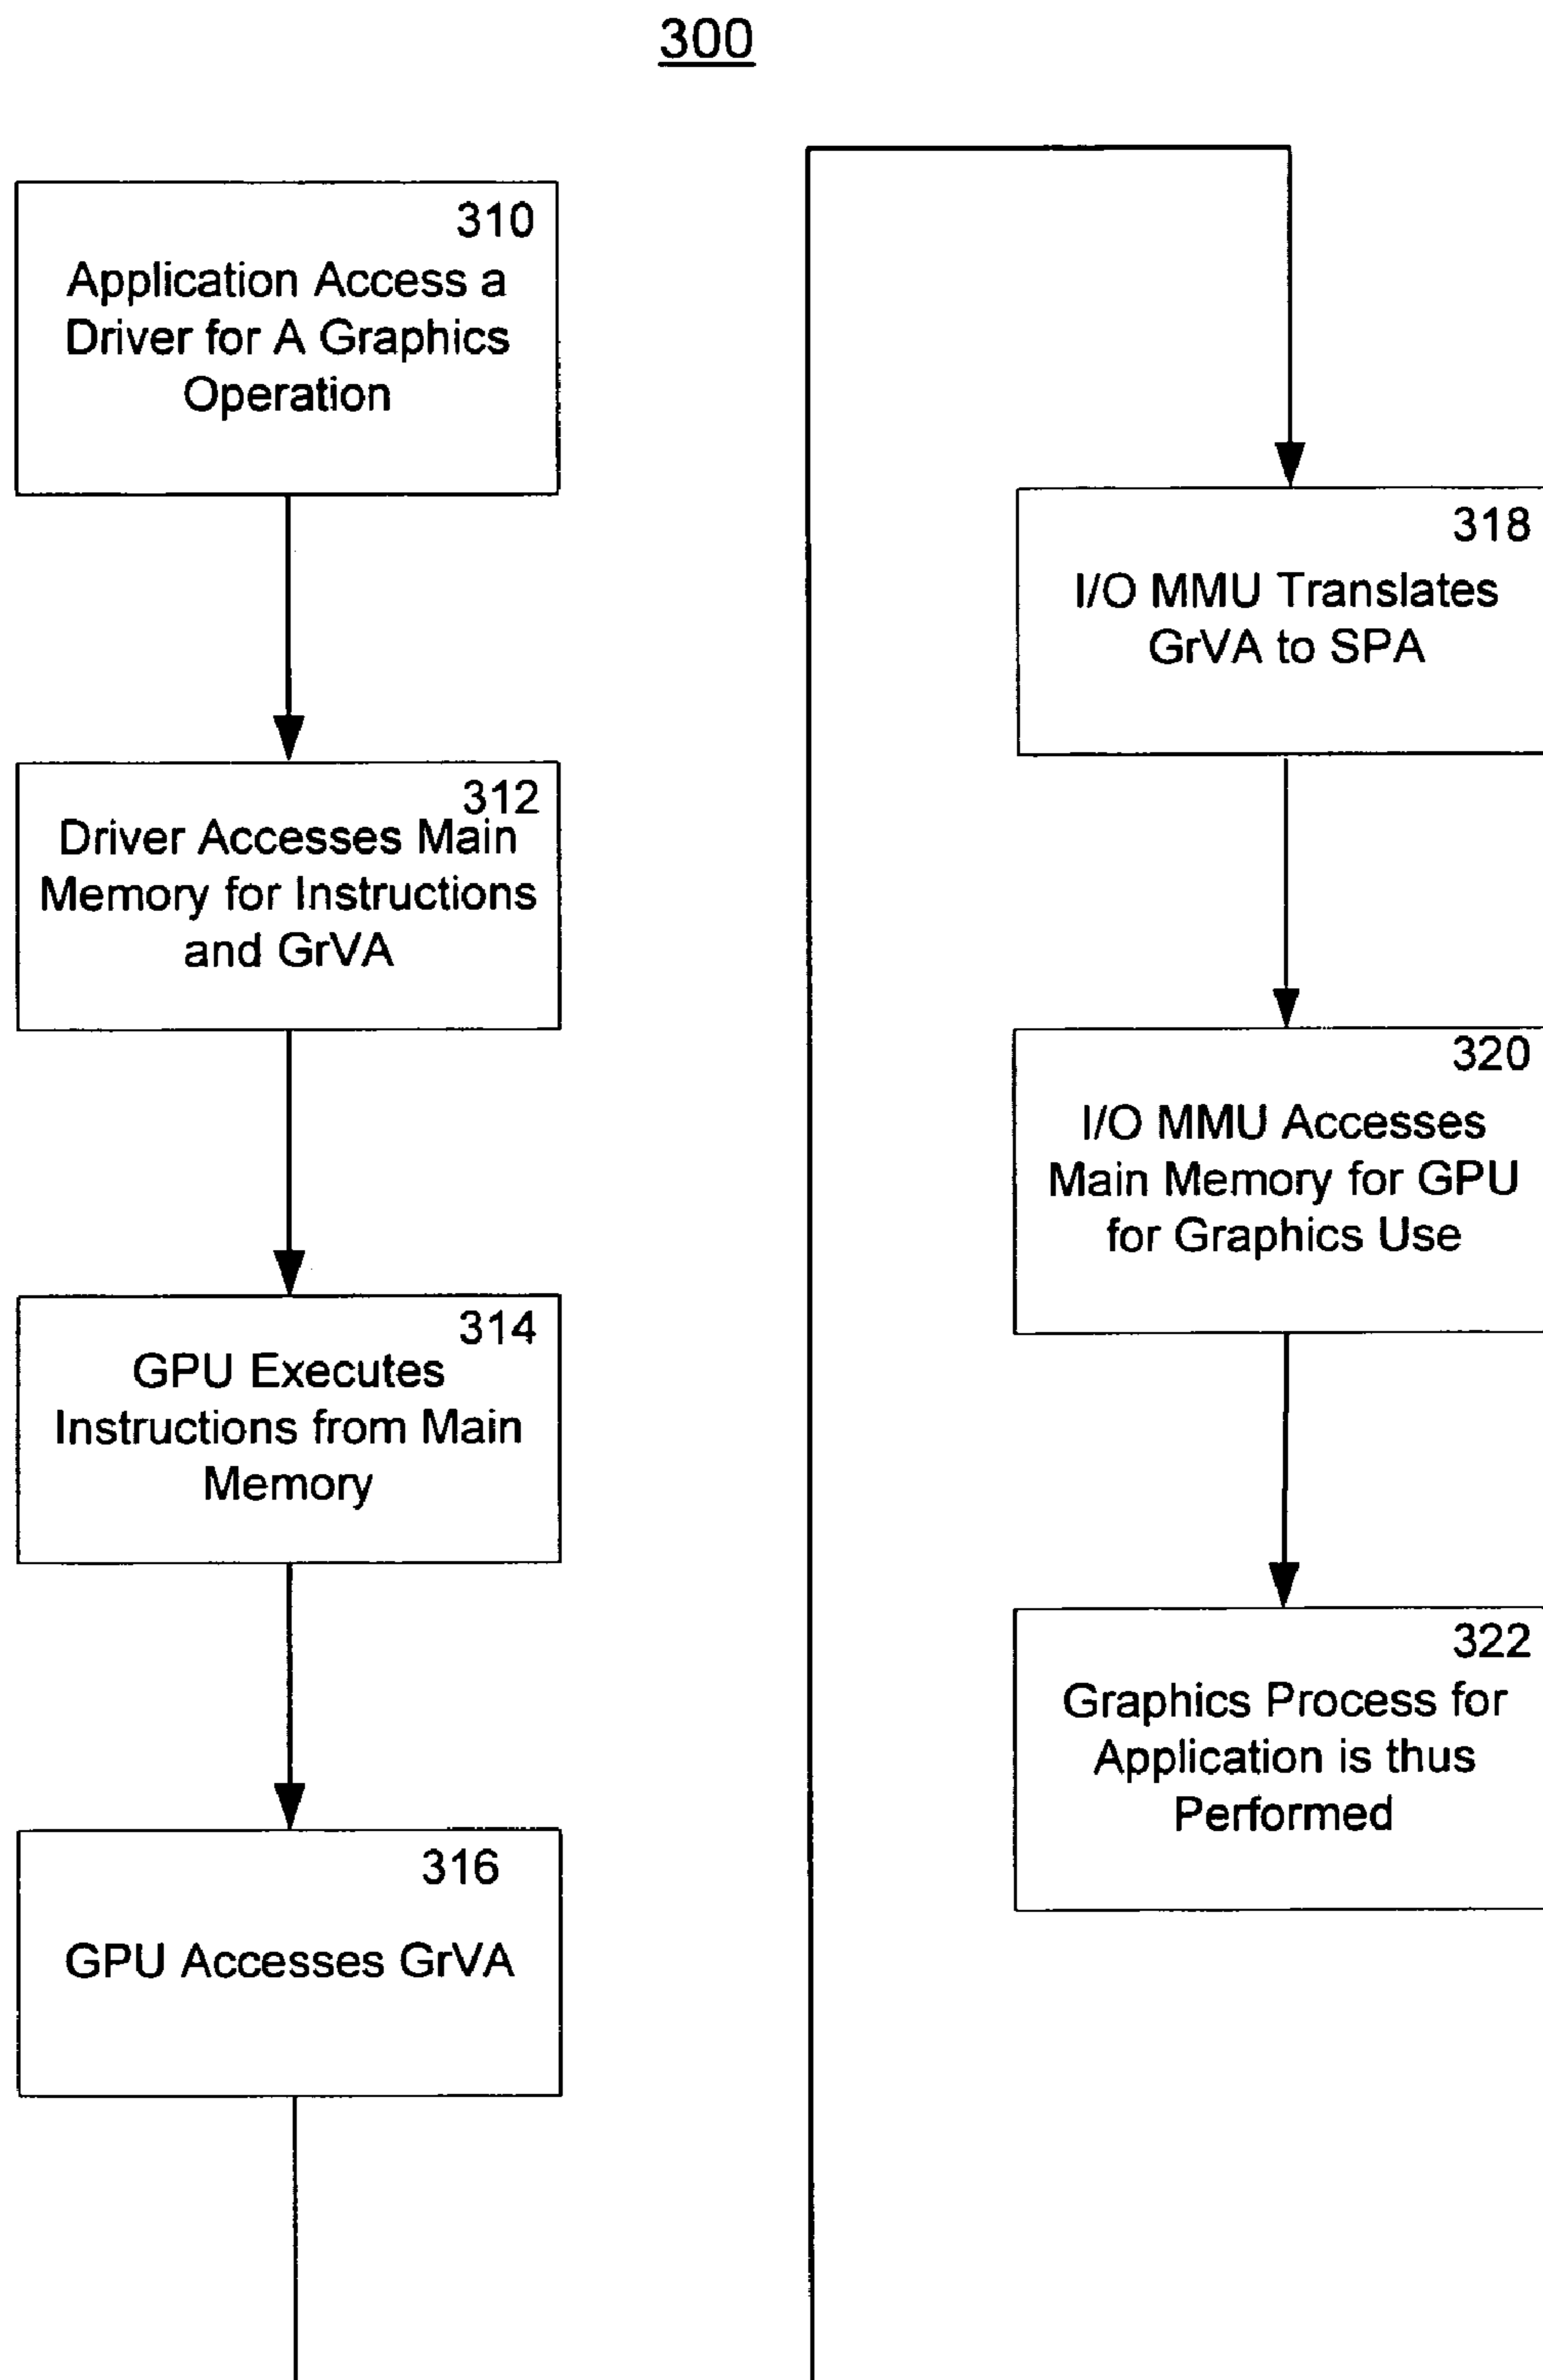 300
310
Application Access a
Driver for A Graphics
Operation
312
Driver Accesses Main
Memory for Instructions
and GrVA
314
GPU Executes
Instructions from Main
Memory
316
GPU Accesses GrVA
318
I/O MMU Translates
GrVA to SPA
320
I/O MMU Accesses
Main Memory for GPU
for Graphics Use
322
Graphics Process for
Application is thus
Performed